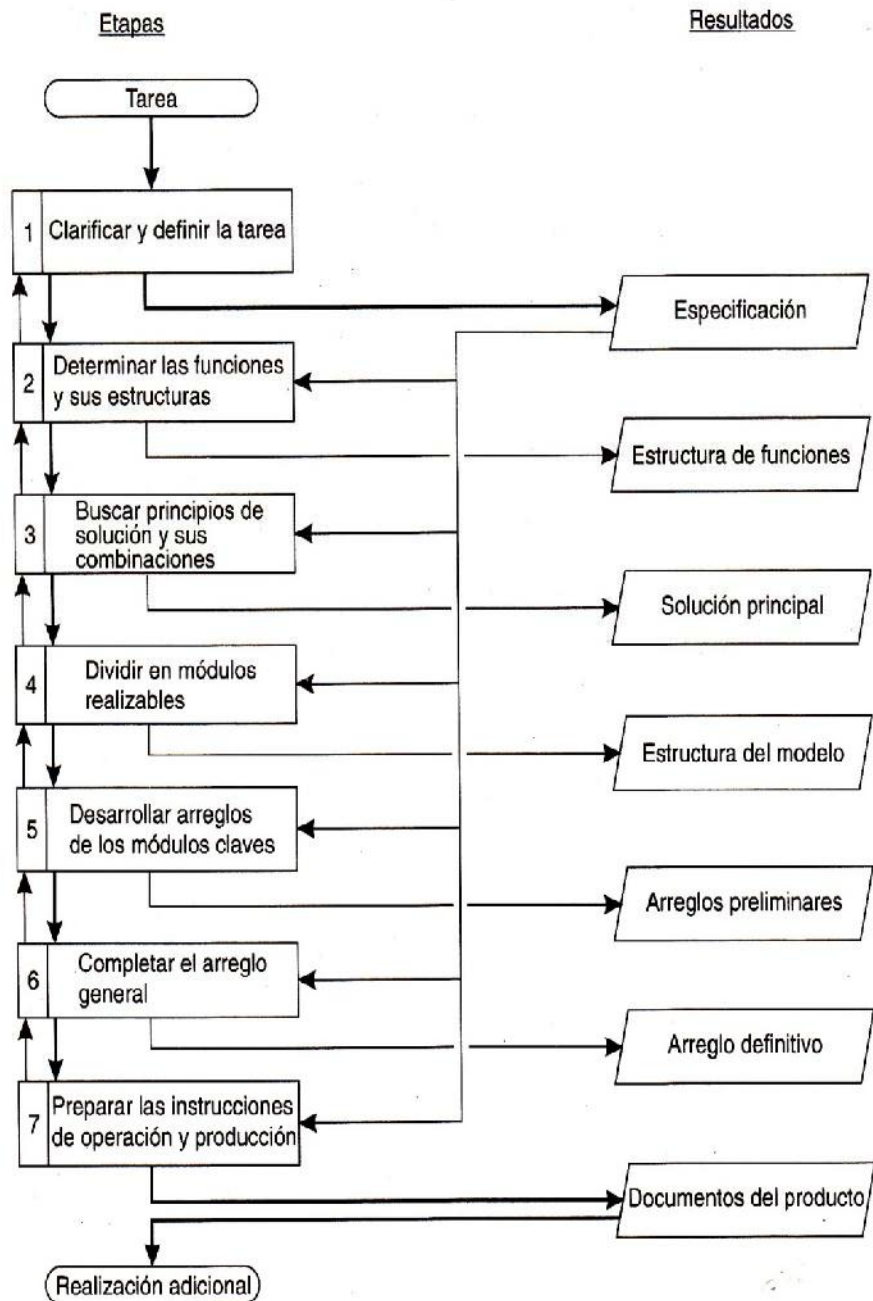 Etapas
Resultados
Tarea
1
Clarificar y definir la tarea
Especificación
2
Determinar las funciones
y sus estructuras
Estructura de funciones
3
Buscar principios de
solución y sus
combinaciones
Solución principal
4
Dividir en módulos
realizables
Estructura del modelo
5
Desarrollar arreglos
de los módulos claves
Arreglos preliminares
6
Completar el arreglo
general
Arreglo definitivo
7
Preparar las instrucciones
de operación y producción
Documentos del producto
Realización adicional